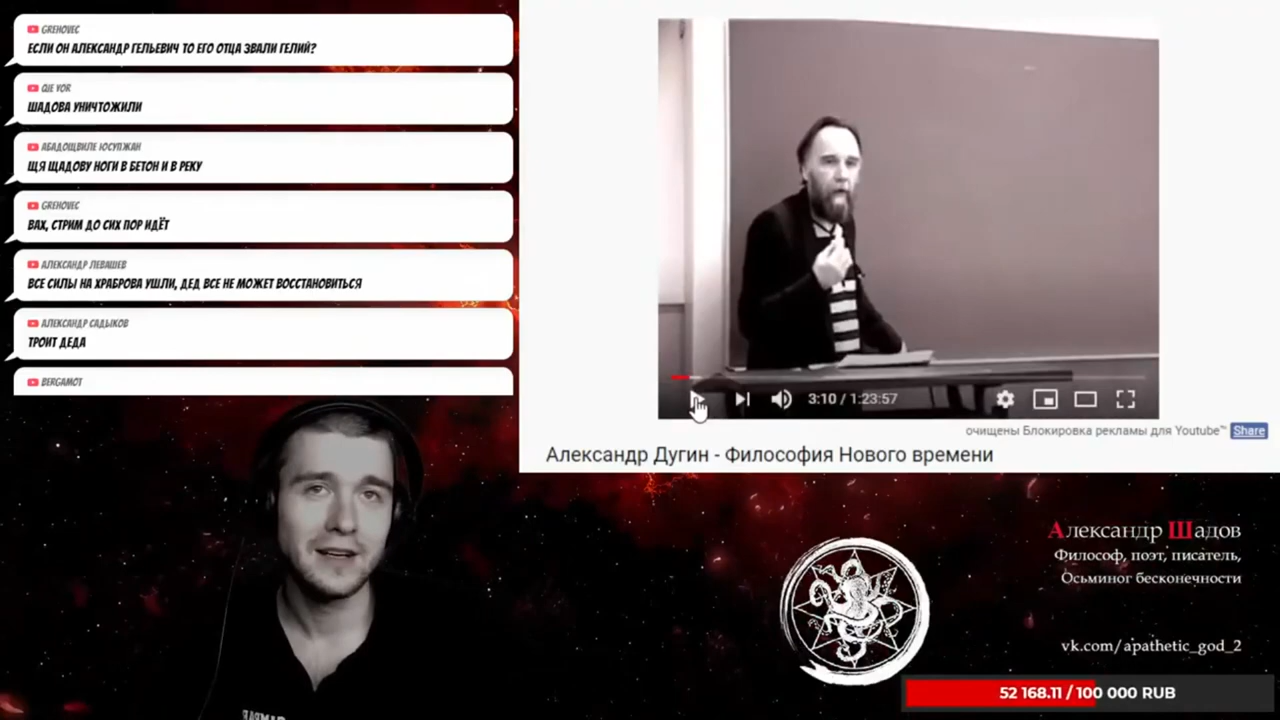 GREHOVEC
ЕСЛИ ОН АЛЕКСАНДР ГЕЛЬЕВИЧ ТО ЕГО ОТЦА ЗВАЛИ ГЕЛИЙ?
QIE YOR
ШАДОВА УНИЧТОЖИЛИ
АБАДОЩВИЛЕ ЮСУПЖАН
ЩЯ ЩАДОВУ НОГИ В БЕТОН И В РЕКУ
GREHOVEC
ВАХ, СТРИМ ДО СИХ ПОР ИДЁТ
АЛЕКСАНДР ЛЕВАШЕВ
ВСЕ СИЛЫ НА ХРАБРОВА УШЛИ, ДЕД ВСЕ НЕ МОЖЕТ ВОССТАНОВИТЬСЯ
АЛЕКСАНДР САДЫКОВ
ТРОИТ ДЕДА
BERGAMOT
3:10 / 1:23:57
очищены Блокировка рекламы для Youtube™ Share
Александр Дугин - Философия Нового времени
Александр Шадов
Философ, поэт, писатель,
Осьминог бесконечности
vk.com/apathetic_god_2
52 168.11 / 100 000 RUB